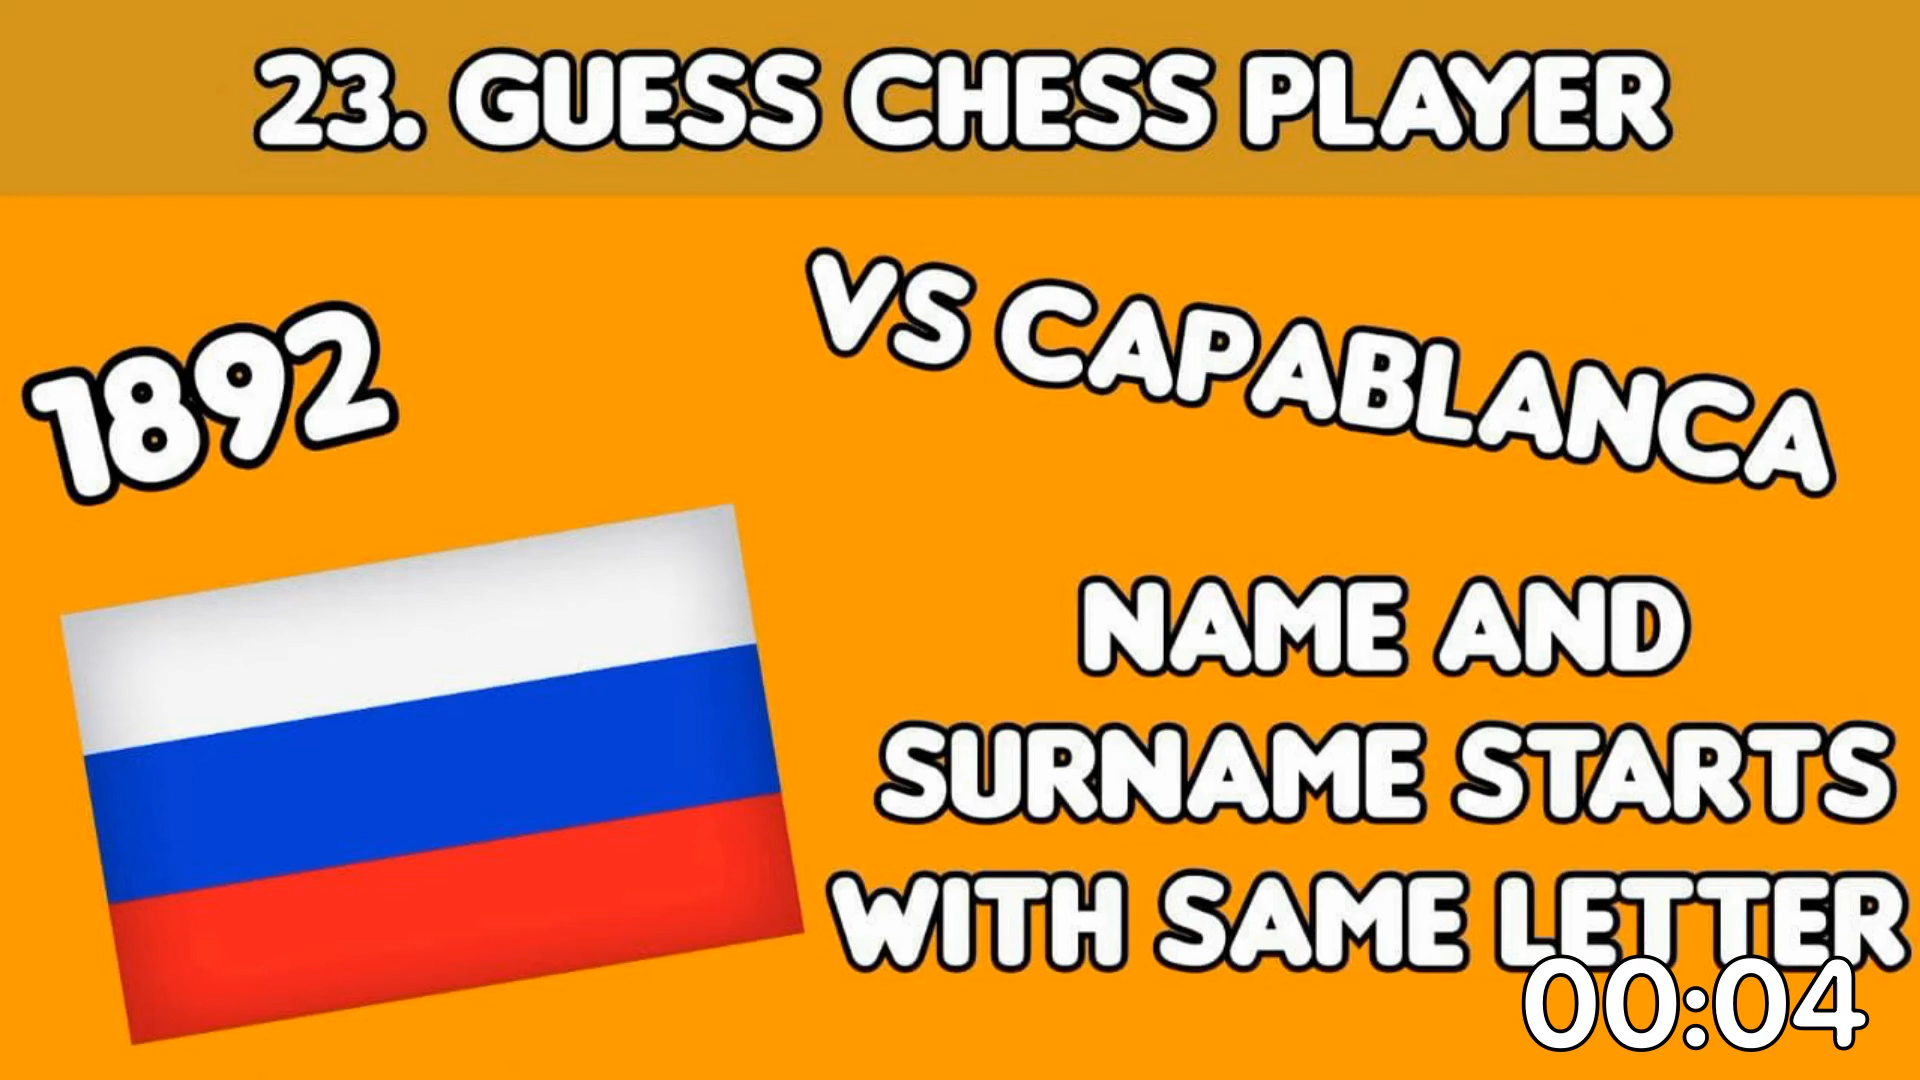 23. GUESS CHESS PLAYER
1892
VS CAPABLANCA
NAME AND
SURNAME STARTS
WITH SAME LETTER
00:04